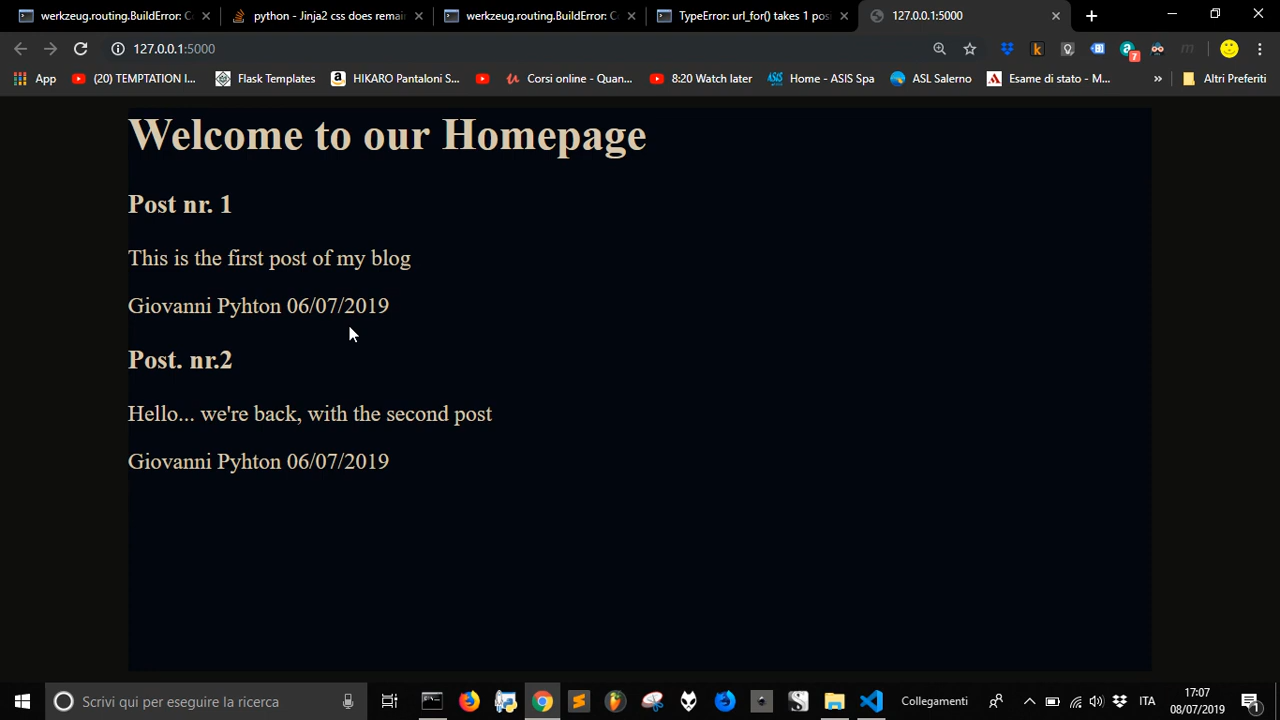 werkzeug.routing.BuildError: C
python - Jinja2 css does remai
werkzeug.routing.BuildError: C
TypeError: url_for() takes 1 posi
127.0.0.1:5000
127.0.0.1:5000
7
App
(20) TEMPTATION I...
Flask Templates
HIKARO Pantaloni S...
Corsi online - Quan...
8:20 Watch later
ASIS
Home - ASIS Spa
ASL Salerno
Esame di stato - M...
»
Altri Preferiti
Welcome to our Homepage
Post nr. 1
This is the first post of my blog
Giovanni Pyhton 06/07/2019
Post. nr.2
Hello... we're back, with the second post
Giovanni Pyhton 06/07/2019
Scrivi qui per eseguire la ricerca
Collegamenti
ITA
17:07
08/07/2019
1